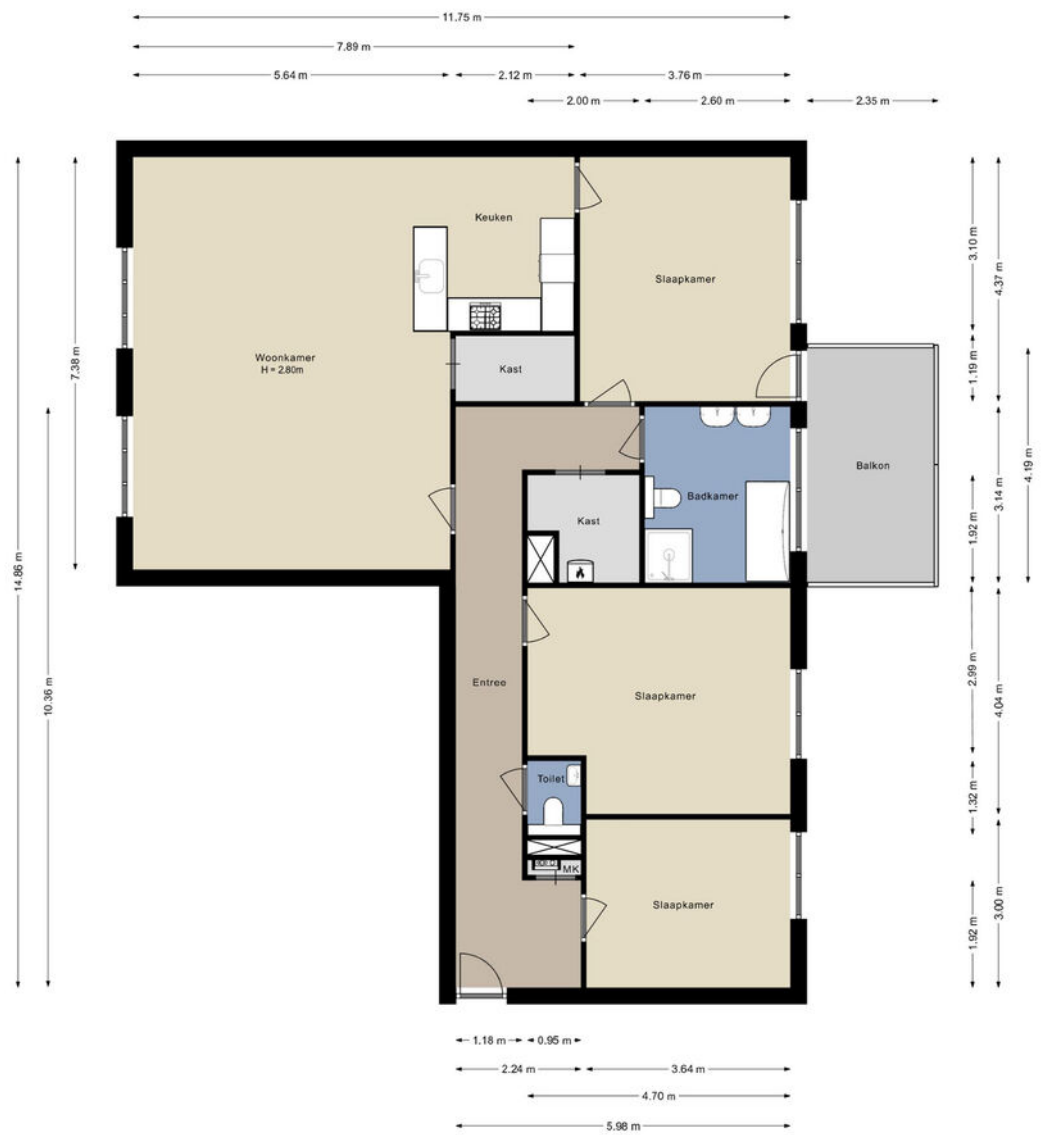 11.75 m
7.89 m
5.64 m
2.12 m
3.76 m
2.00 m
2.60 m
2.35 m
Keuken
Slaapkamer
Woonkamer
H = 2.80m
Kast
Kast
Badkamer
Balkon
Entree
Slaapkamer
Toilet
MK
Slaapkamer
14.86 m
7.38 m
10.36 m
3.10 m
4.37 m
1.19 m
4.19 m
3.14 m
1.92 m
2.99 m
4.04 m
1.32 m
3.00 m
1.92 m
1.18 m
0.95 m
2.24 m
3.64 m
4.70 m
5.98 m